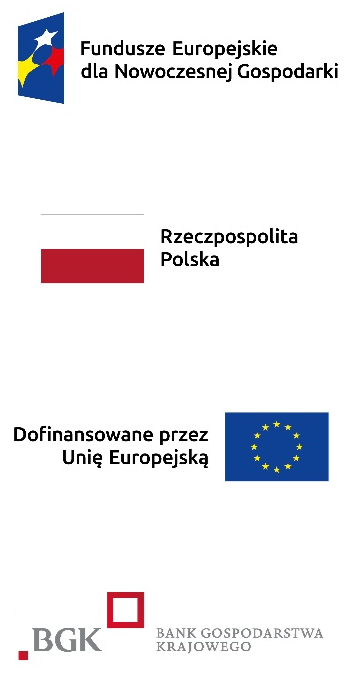 Fundusze Europejskie
dla Nowoczesnej Gospodarki
Rzeczpospolita
Polska
Dofinansowane przez
Unię Europejską
BGK
BANK GOSPODARSTWA
KRAJOWEGO